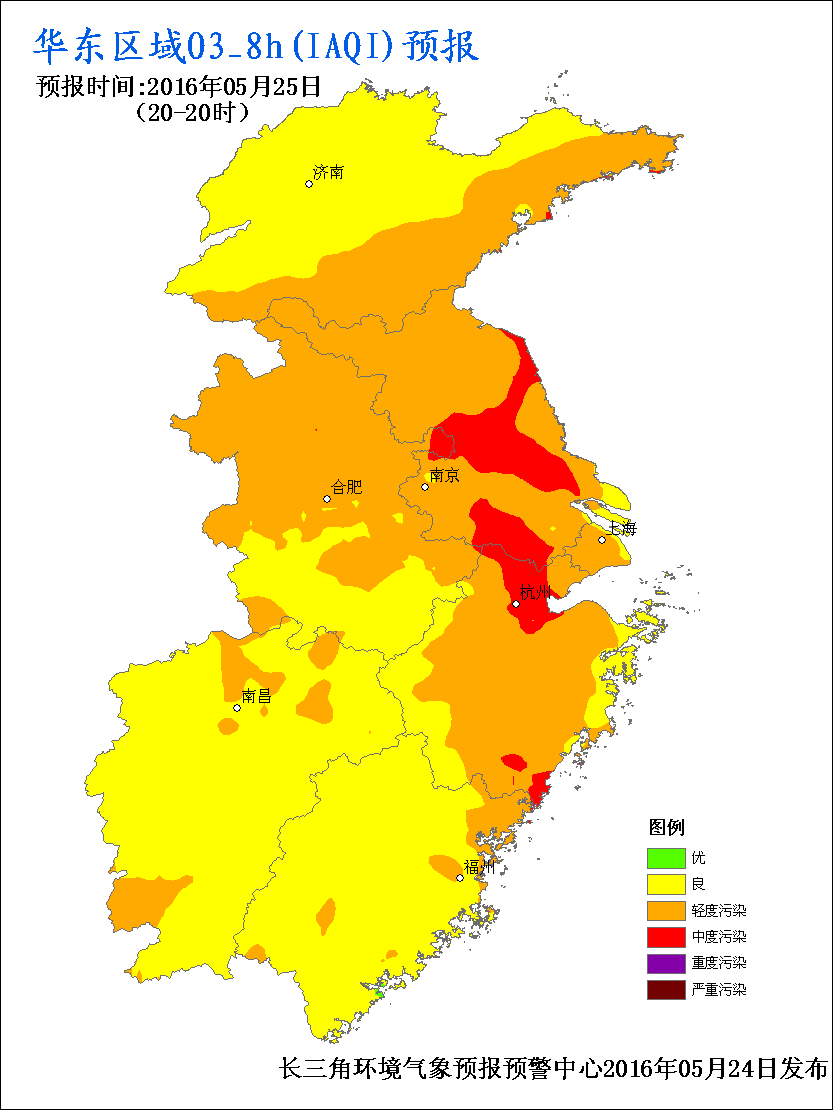 华东区域O3_8h(IAQI)预报
预报时间:2016年05月25日
(20-20时)
济南
合肥
南京
上海
杭州
南昌
福州
图例
优
良
轻度污染
中度污染
重度污染
严重污染
长三角环境气象预报预警中心2016年05月24日发布